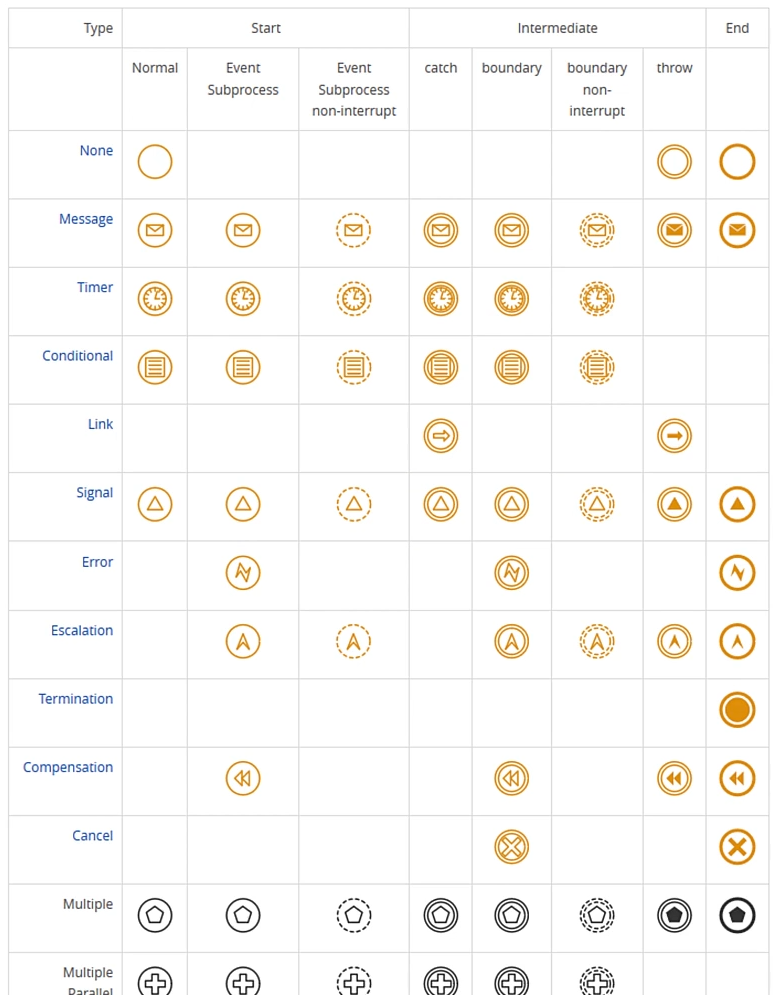 Type Start Intermediate End
Normal Event Event catch boundary boundary throw
Subprocess Subprocess non-
non-interrupt interrupt
None
Message
Timer
Conditional
Link
Signal
Error
Escalation
Termination
Compensation
Cancel
Multiple
Multiple
Parallel